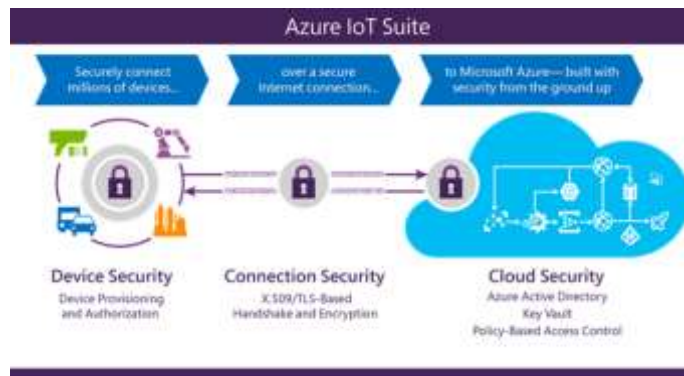 Azure IoT Suite
Securely connect
millions of devices...
over a secure
Internet connection...
to Microsoft Azure— built with
security from the ground up
Device Security
Device Provisioning
and Authorization
Connection Security
X.509/TLS-Based
Handshake and Encryption
Cloud Security
Azure Active Directory
Key Vault
Policy-Based Access Control